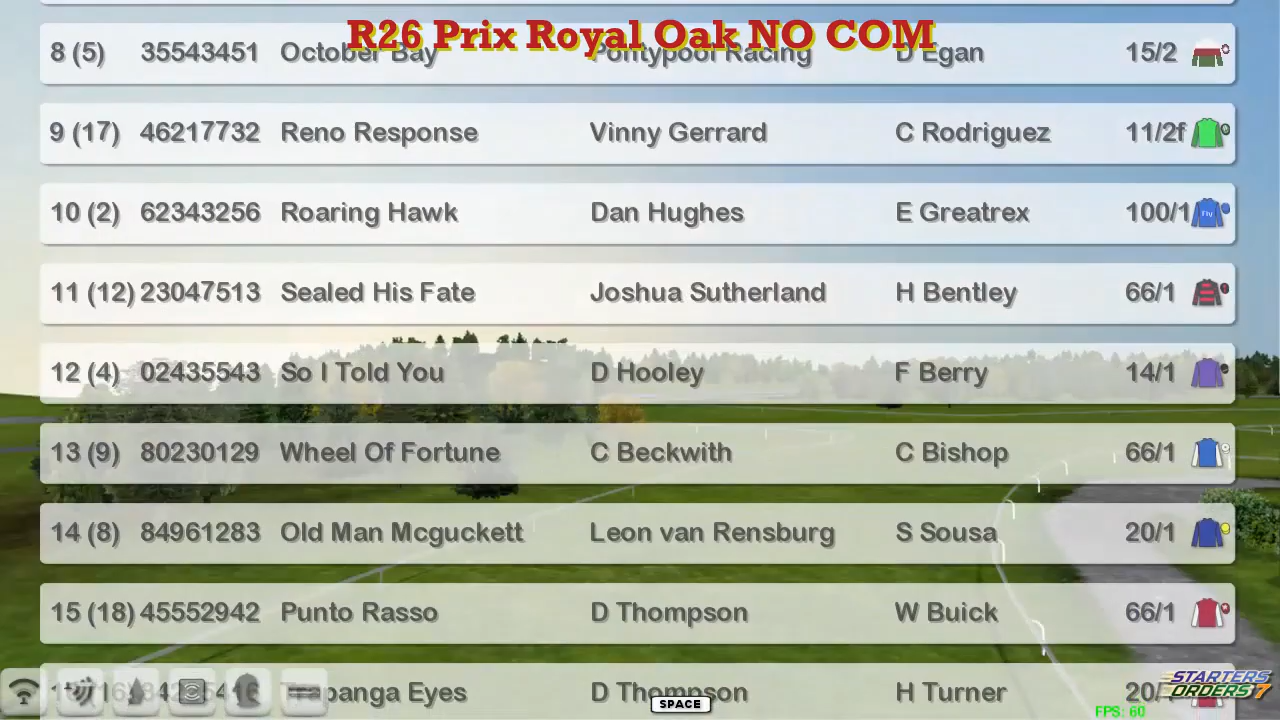 R26 Prix Royal Oak NO COM
8 (5) 35543451 October Bay Pontypool Racing D Egan 15/2
9 (17) 46217732 Reno Response Vinny Gerrard C Rodriguez 11/2f
10 (2) 62343256 Roaring Hawk Dan Hughes E Greatrex 100/1 Fly
11 (12) 23047513 Sealed His Fate Joshua Sutherland H Bentley 66/1
12 (4) 02435543 So I Told You D Hooley F Berry 14/1
13 (9) 80230129 Wheel Of Fortune C Beckwith C Bishop 66/1
14 (8) 84961283 Old Man Mcguckett Leon van Rensburg S Sousa 20/1
15 (18) 45552942 Punto Rasso D Thompson W Buick 66/1
Eyes D Thompson H Turner
SPACE
STARTERS ORDERS 7
FPS: 60